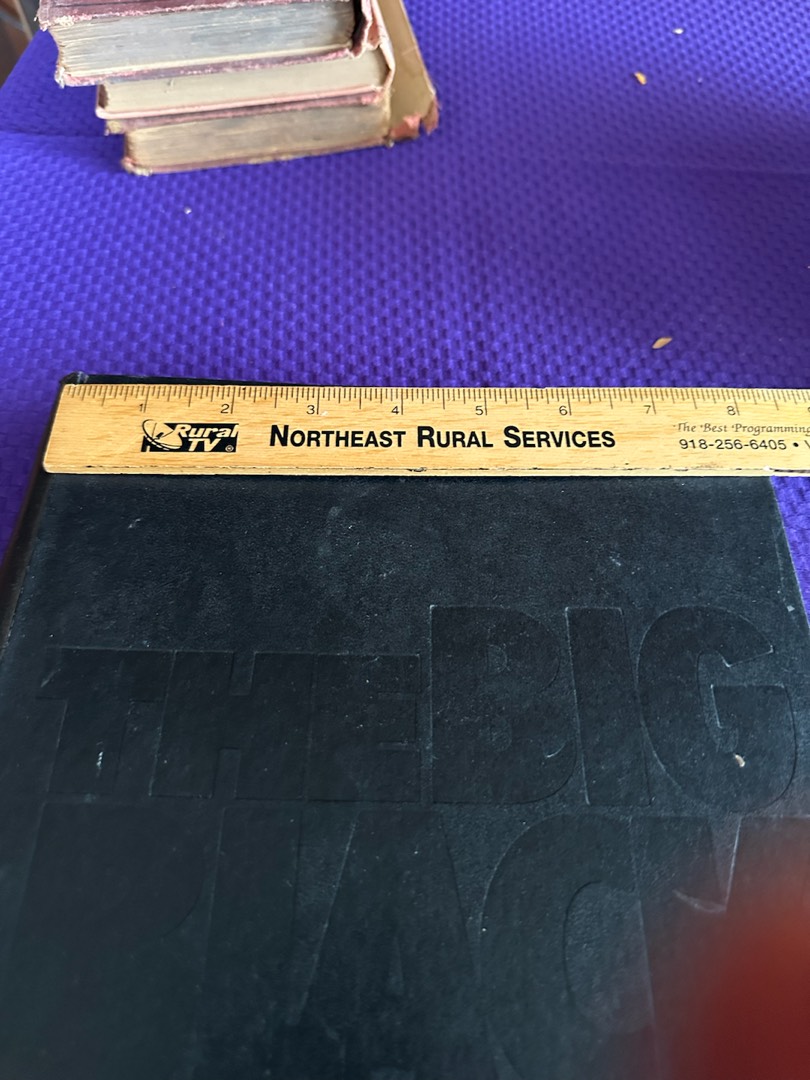 1 2 3 4 5 6 7 8
Rural
TV®
NORTHEAST RURAL SERVICES
The Best Programming
918-256-6405 •
THE BIG